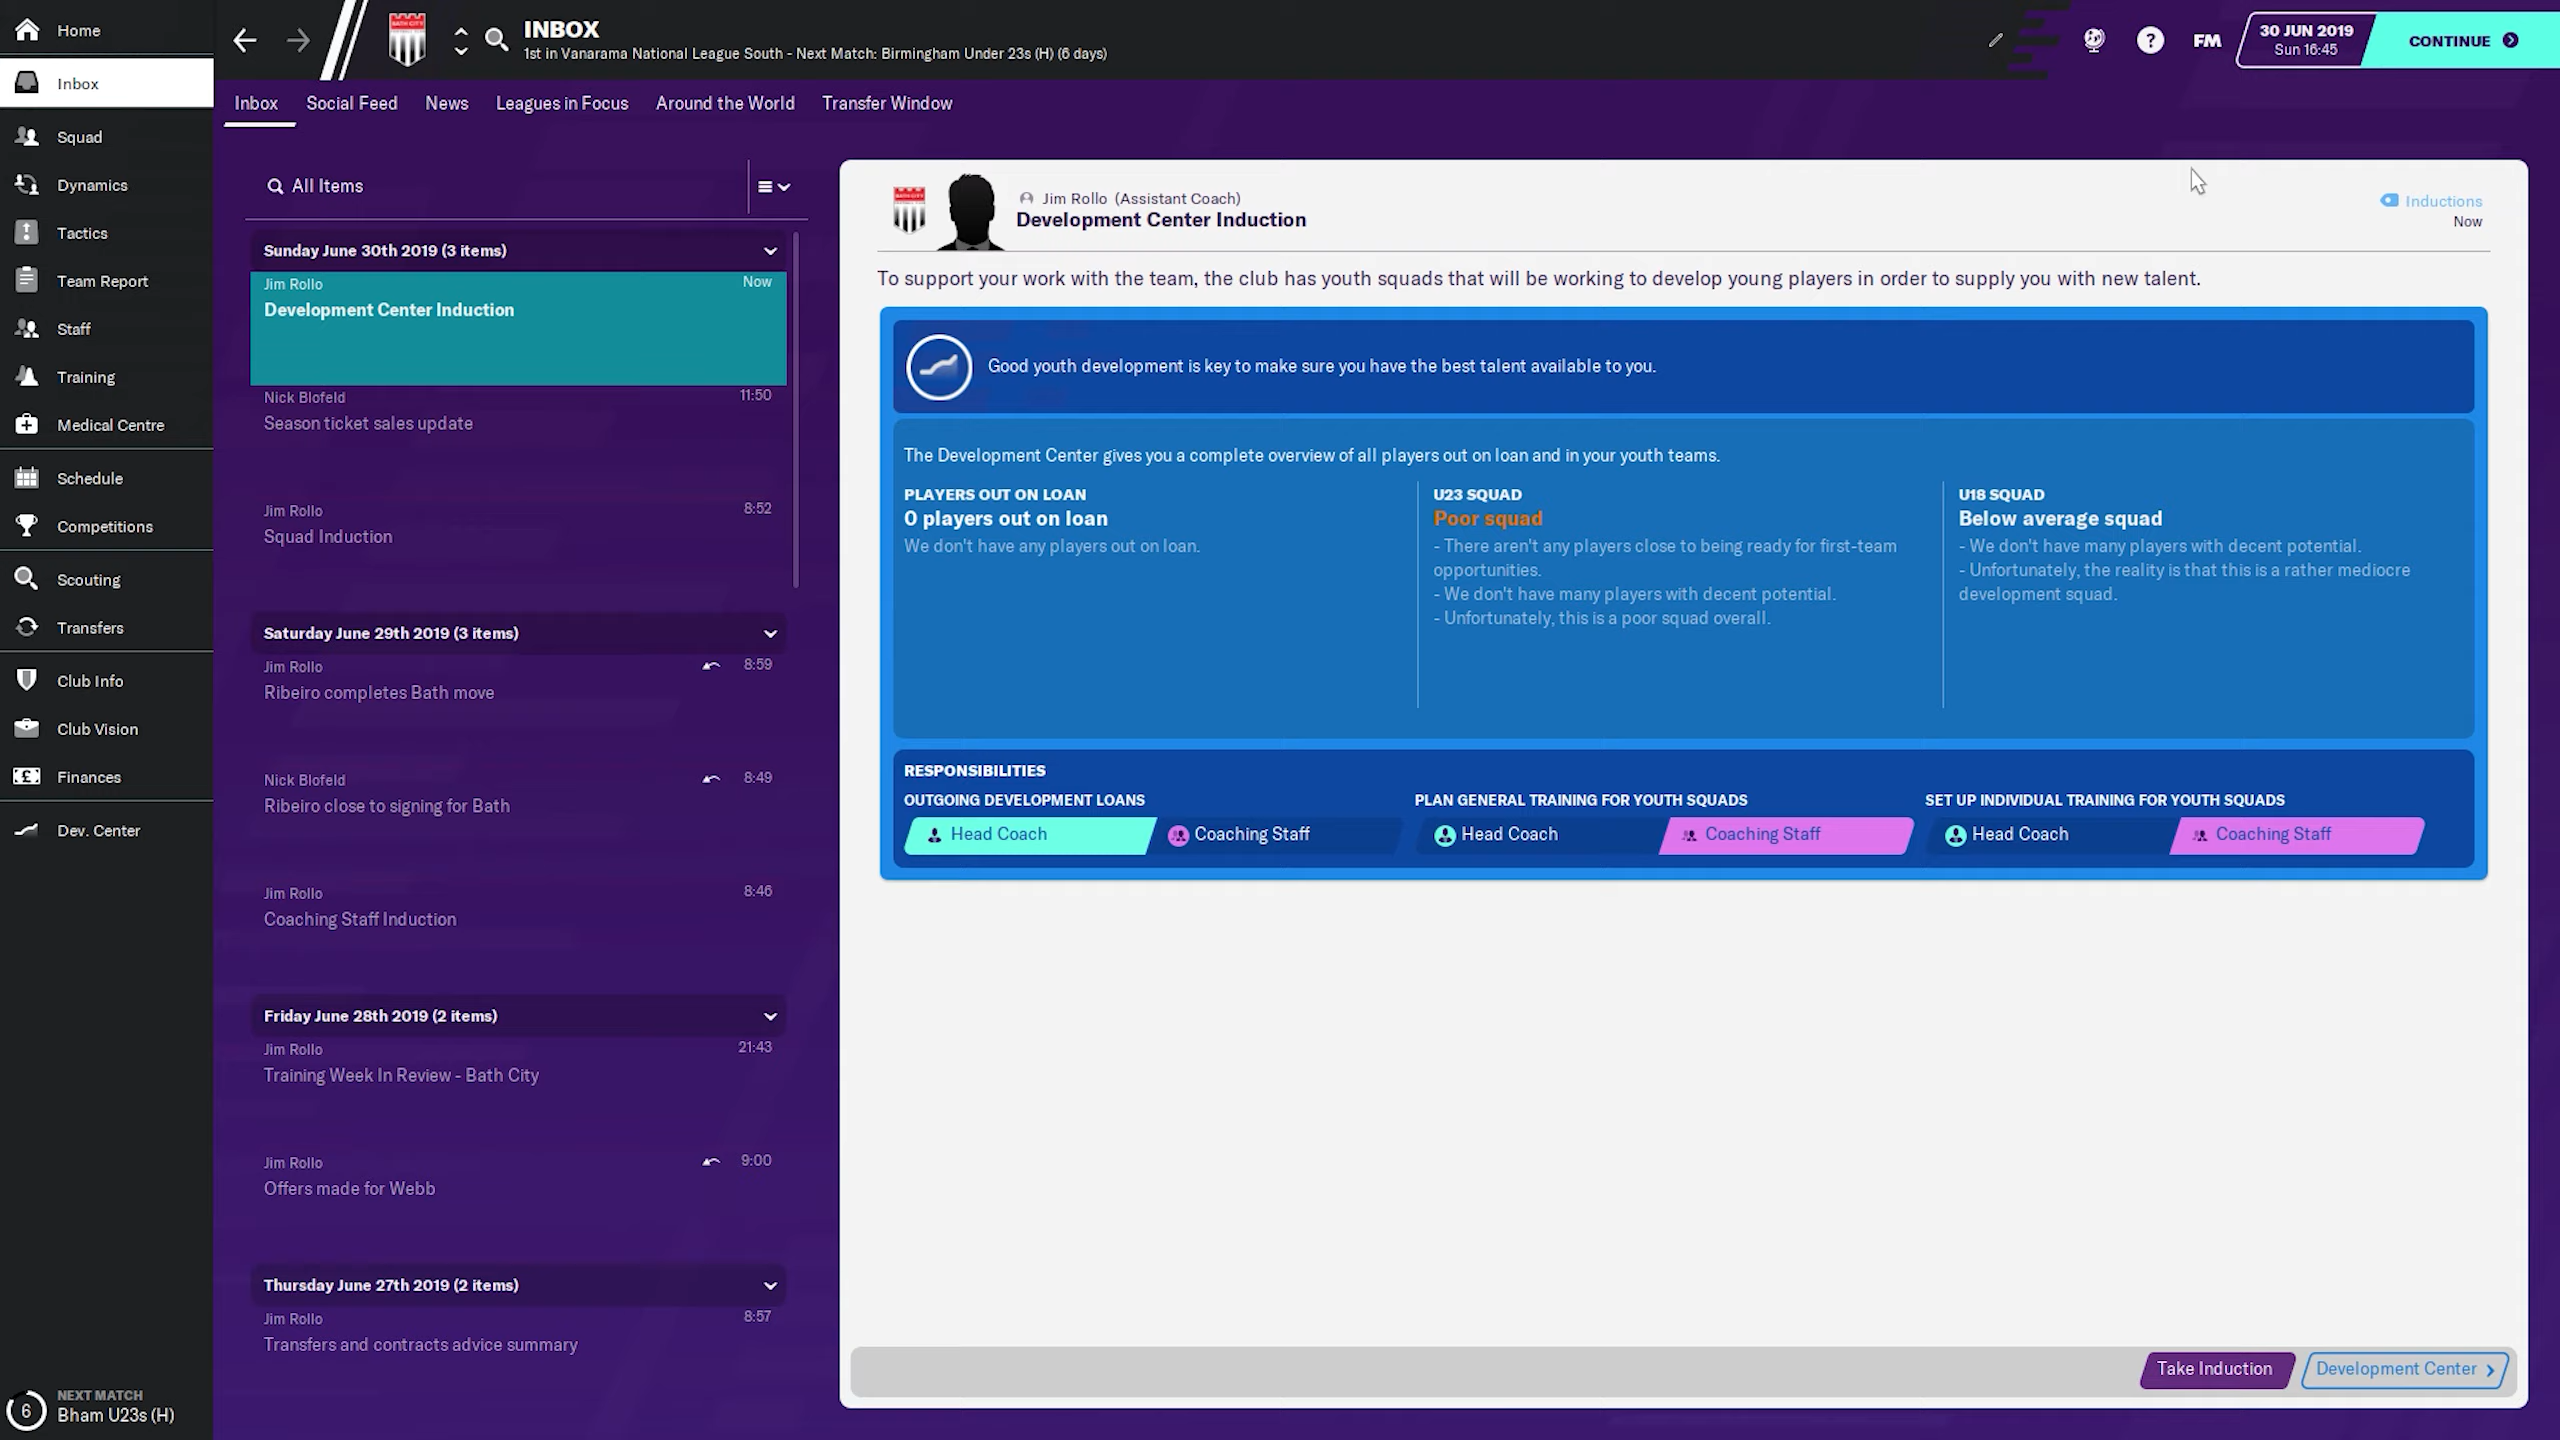 Home
Inbox
Squad
Dynamics
Tactics
Team Report
Staff
Training
Medical Centre
Schedule
Competitions
Scouting
Transfers
Club Info
Club Vision
Finances
Dev. Center
6
NEXT MATCH
Bham U23s (H)
BATH CITY
INBOX
1st in Vanarama National League South - Next Match: Birmingham Under 23s (H) (6 days)
?
FM
30 JUN 2019
Sun 16:45
CONTINUE
Inbox Social Feed News Leagues in Focus Around the World Transfer Window
All Items
Sunday June 30th 2019 (3 items)
Jim Rollo Now
Development Center Induction
Nick Blofeld 11:50
Season ticket sales update
Jim Rollo 8:52
Squad Induction
Saturday June 29th 2019 (3 items)
Jim Rollo 8:59
Ribeiro completes Bath move
Nick Blofeld 8:49
Ribeiro close to signing for Bath
Jim Rollo 8:46
Coaching Staff Induction
Friday June 28th 2019 (2 items)
Jim Rollo 21:43
Training Week In Review - Bath City
Jim Rollo 9:00
Offers made for Webb
Thursday June 27th 2019 (2 items)
Jim Rollo 8:57
Transfers and contracts advice summary
BATH CITY
Jim Rollo (Assistant Coach)
Development Center Induction
Inductions
Now
To support your work with the team, the club has youth squads that will be working to develop young players in order to supply you with new talent.
Good youth development is key to make sure you have the best talent available to you.
The Development Center gives you a complete overview of all players out on loan and in your youth teams.
PLAYERS OUT ON LOAN
0 players out on loan
We don't have any players out on loan.
U23 SQUAD
Poor squad
- There aren't any players close to being ready for first-team
opportunities.
- We don't have many players with decent potential.
- Unfortunately, this is a poor squad overall.
U18 SQUAD
Below average squad
- We don't have many players with decent potential.
- Unfortunately, the reality is that this is a rather mediocre
development squad.
RESPONSIBILITIES
OUTGOING DEVELOPMENT LOANS
Head Coach Coaching Staff
PLAN GENERAL TRAINING FOR YOUTH SQUADS
Head Coach Coaching Staff
SET UP INDIVIDUAL TRAINING FOR YOUTH SQUADS
Head Coach Coaching Staff
Take Induction
Development Center